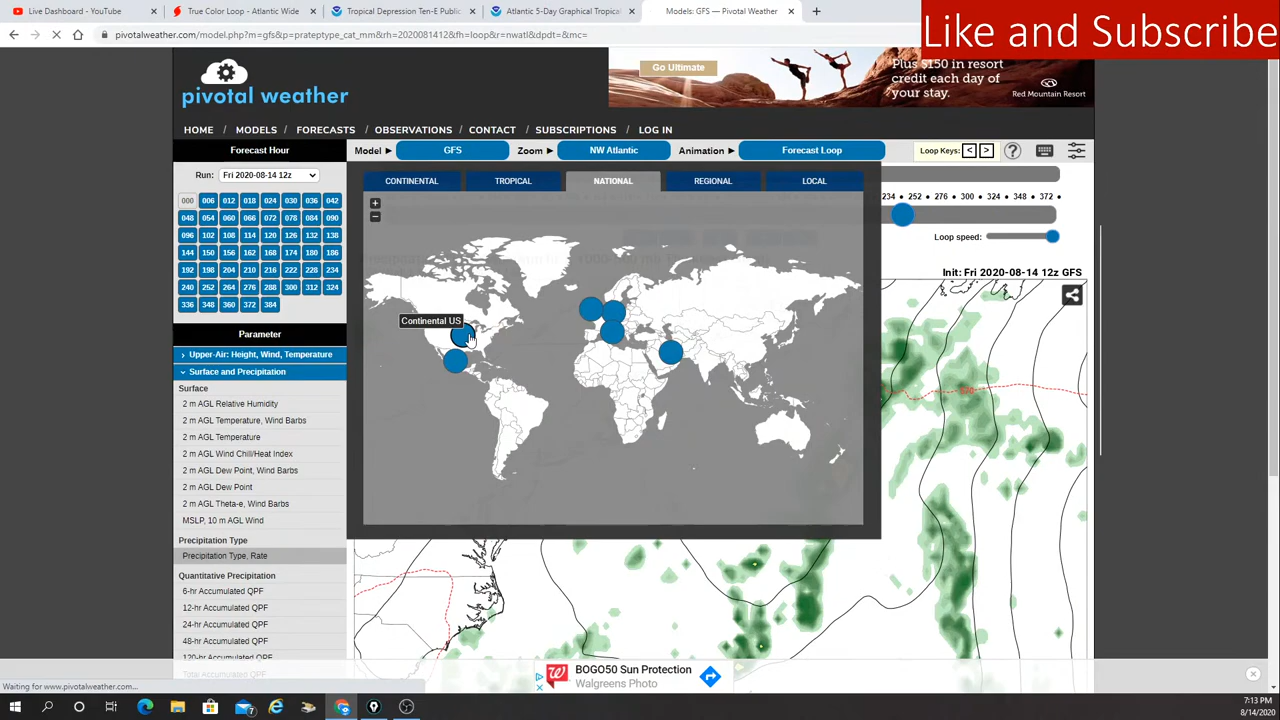 Live Dashboard - YouTube
True Color Loop - Atlantic Wide
Tropical Depression Ten-E Public
Atlantic 5-Day Graphical Tropical
Models: GFS — Pivotal Weather
Like and Subscribe
pivotalweather.com/model.php?m=gfs&p=prateptype_cat_mm&rh=2020081412&fh=loop&r=nwatl&dpdt=&mc=
Go Ultimate
Plus $150 in resort
credit each day of
your stay.
Red Mountain Resort
pivotal weather
HOME / MODELS / FORECASTS / OBSERVATIONS / CONTACT / SUBSCRIPTIONS / LOG IN
Forecast Hour
Model ▶ GFS Zoom ▶ NW Atlantic Animation ▶ Forecast Loop
Loop Keys: < > ?
Run: Fri 2020-08-14 12z
CONTINENTAL TROPICAL NATIONAL REGIONAL LOCAL
000 006 012 018 024 030 036 042
048 054 060 066 072 078 084 090
096 102 108 114 120 126 132 138
144 150 156 162 168 174 180 186
192 198 204 210 216 222 228 234
240 252 264 276 288 300 312 324
336 348 360 372 384
234 • 252 • 276 • 300 • 324 • 348 • 372 •
Loop speed:
Init: Fri 2020-08-14 12z GFS
+
−
Continental US
Parameter
Upper-Air: Height, Wind, Temperature
Surface and Precipitation
Surface
2 m AGL Relative Humidity
2 m AGL Temperature, Wind Barbs
2 m AGL Temperature
2 m AGL Wind Chill/Heat Index
2 m AGL Dew Point, Wind Barbs
2 m AGL Dew Point
2 m AGL Theta-e, Wind Barbs
MSLP, 10 m AGL Wind
Precipitation Type
Precipitation Type, Rate
Quantitative Precipitation
6-hr Accumulated QPF
12-hr Accumulated QPF
24-hr Accumulated QPF
48-hr Accumulated QPF
120-hr Accumulated QPF
Total Accumulated QPF
BOGO50 Sun Protection
Walgreens Photo
Waiting for www.pivotalweather.com...
7:13 PM
8/14/2020